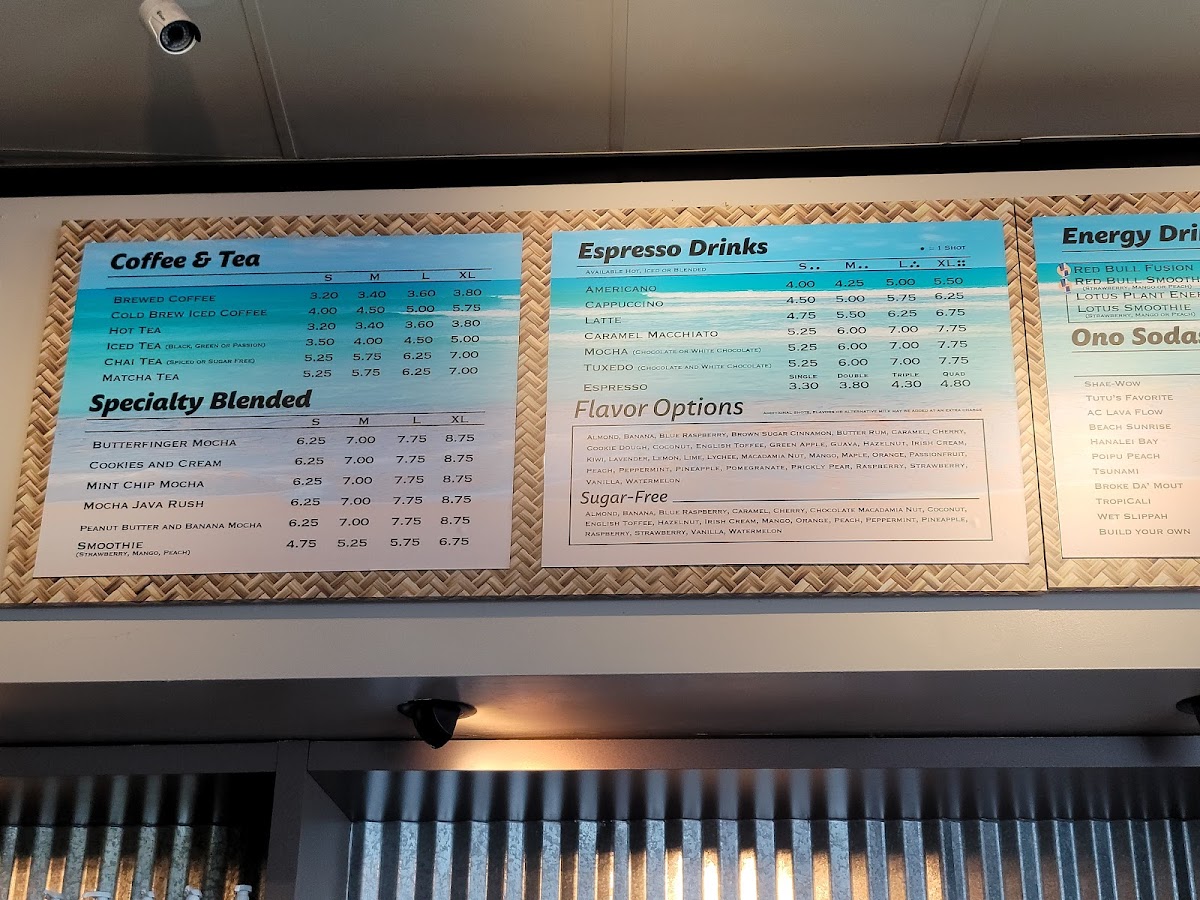 Coffee & Tea
S M L XL
Brewed Coffee 3.20 3.40 3.60 3.80
Cold Brew Iced Coffee 4.00 4.50 5.00 5.75
Hot Tea 3.20 3.40 3.60 3.80
Iced Tea (Black, Green or Passion) 3.50 4.00 4.50 5.00
Chai Tea (Spiced or Sugar Free) 5.25 5.75 6.25 7.00
Matcha Tea 5.25 5.75 6.25 7.00
Specialty Blended
S M L XL
Butterfinger Mocha 6.25 7.00 7.75 8.75
Cookies and Cream 6.25 7.00 7.75 8.75
Mint Chip Mocha 6.25 7.00 7.75 8.75
Mocha Java Rush 6.25 7.00 7.75 8.75
Peanut Butter and Banana Mocha 6.25 7.00 7.75 8.75
Smoothie 4.75 5.25 5.75 6.75
(Strawberry, Mango, Peach)
Espresso Drinks • = 1 Shot
Available Hot, Iced or Blended S M L XL
Americano 4.00 4.25 5.00 5.50
Cappuccino 4.50 5.00 5.75 6.25
Latte 4.75 5.50 6.25 6.75
Caramel Macchiato 5.25 6.00 7.00 7.75
Mocha (Chocolate or White Chocolate) 5.25 6.00 7.00 7.75
Tuxedo (Chocolate and White Chocolate) 5.25 6.00 7.00 7.75
Single Double Triple Quad
Espresso 3.30 3.80 4.30 4.80
Flavor Options Additional shots, flavors or alternative milk may be added at an extra charge
Almond, Banana, Blue Raspberry, Brown Sugar Cinnamon, Butter Rum, Caramel, Cherry,
Cookie Dough, Coconut, English Toffee, Green Apple, Guava, Hazelnut, Irish Cream,
Kiwi, Lavender, Lemon, Lime, Lychee, Macadamia Nut, Mango, Maple, Orange, Passionfruit,
Peach, Peppermint, Pineapple, Pomegranate, Prickly Pear, Raspberry, Strawberry,
Vanilla, Watermelon
Sugar-Free
Almond, Banana, Blue Raspberry, Caramel, Cherry, Chocolate Macadamia Nut, Coconut,
English Toffee, Hazelnut, Irish Cream, Mango, Orange, Peach, Peppermint, Pineapple,
Raspberry, Strawberry, Vanilla, Watermelon
Energy Dri
Red Bull Fusion
Red Bull Smooth
(Strawberry, Mango or Peach)
Lotus Plant Ene
Lotus Smoothie
(Strawberry, Mango or Peach)
Ono Sodas
Shae-Wow
Tutu's Favorite
AC Lava Flow
Beach Sunrise
Hanalei Bay
Poipu Peach
Tsunami
Broke Da' Mout
TropiCali
Wet Slippah
Build your own